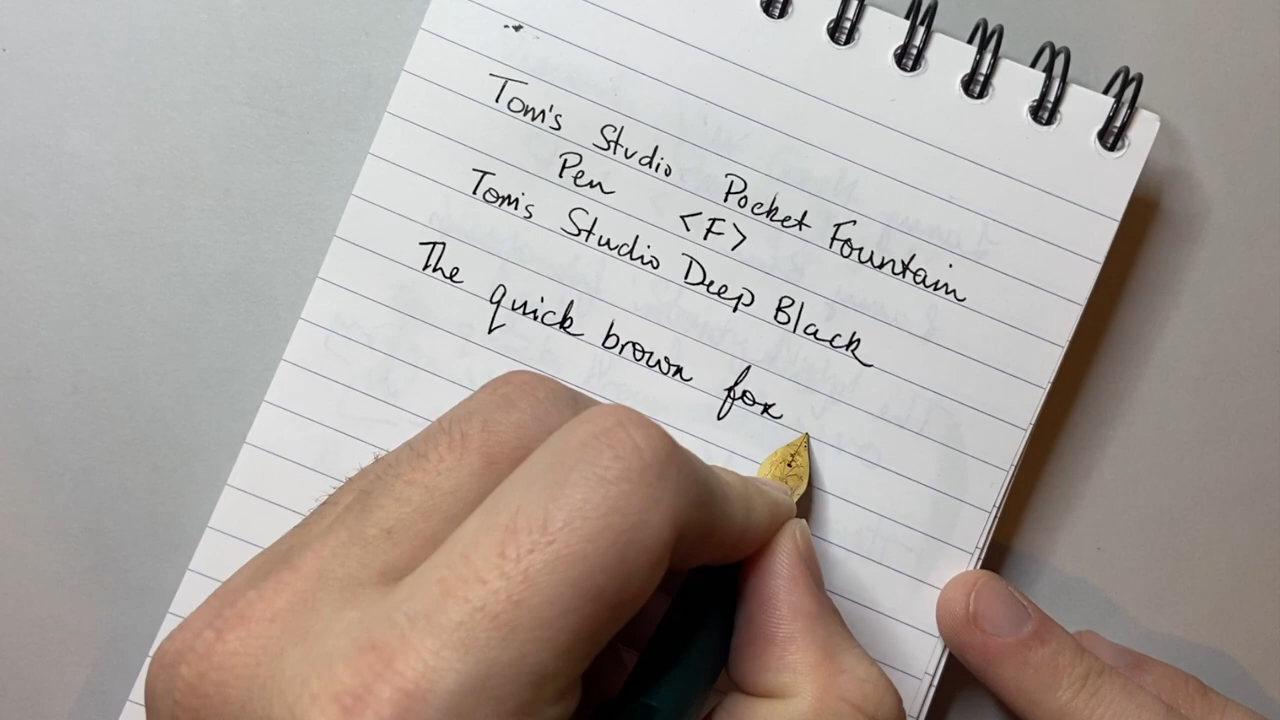 Tom's Studio Pocket Fountain
Pen <F>
Tom's Studio Deep Black
The quick brown fox